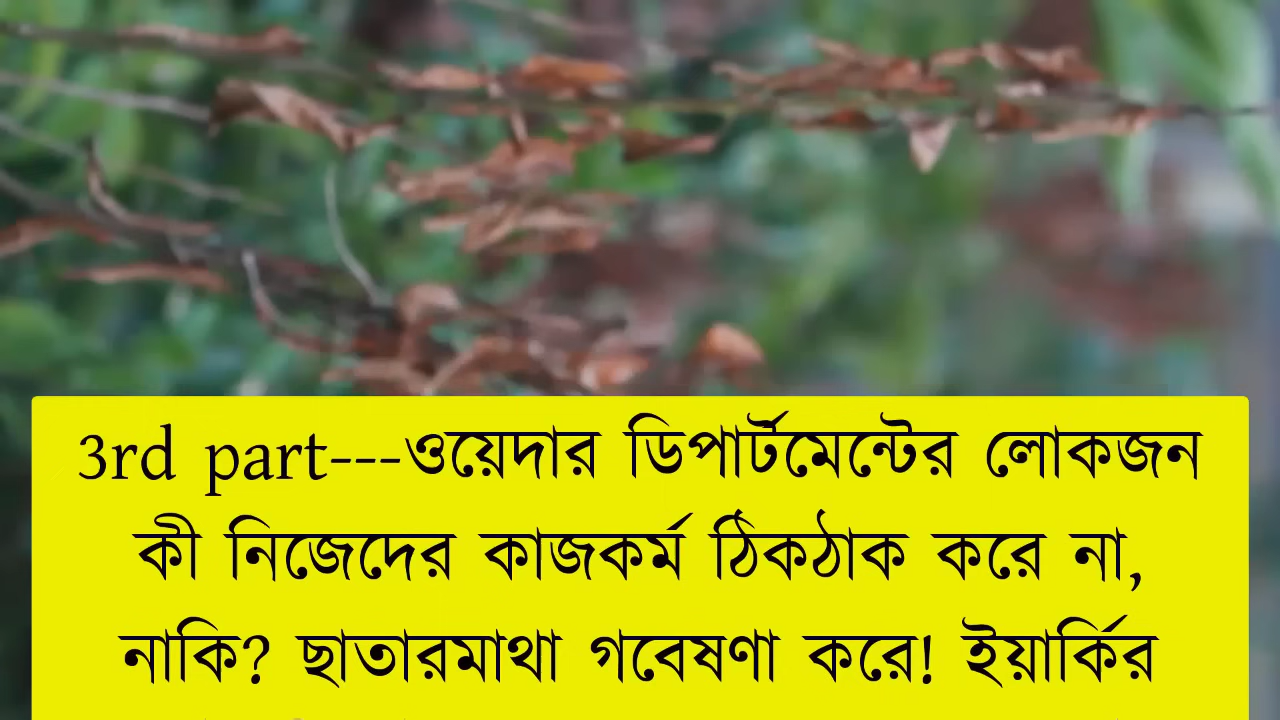 3rd part---ওয়েদার ডিপার্টমেন্টের লোকজন
কী নিজেদের কাজকর্ম ঠিকঠাক করে না,
নাকি? ছাতারমাথা গবেষণা করে! ইয়ার্কির